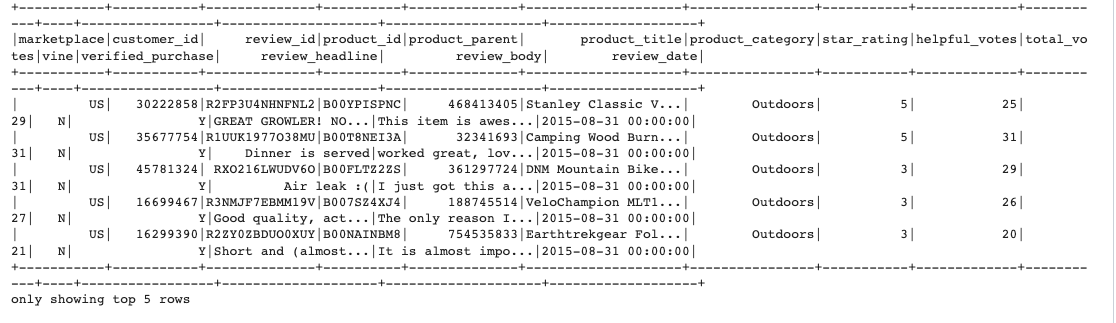 +-----------+-----------+--------------+----------+--------------+--------------------+----------------+-----------+-------------+--------
---+----+-----------------+--------------------+--------------------+-------------------+
|marketplace|customer_id|     review_id|product_id|product_parent|       product_title|product_category|star_rating|helpful_votes|total_vo
tes|vine|verified_purchase|     review_headline|         review_body|        review_date|
+-----------+-----------+--------------+----------+--------------+--------------------+----------------+-----------+-------------+--------
---+----+-----------------+--------------------+--------------------+-------------------+
|         US|   30222858|R2FP3U4NHNFNL2|B00YPISPNC|     468413405|Stanley Classic V...|        Outdoors|          5|           25|
29|   N|                Y|GREAT GROWLER! NO...|This item is awes...|2015-08-31 00:00:00|
|         US|   35677754|R1UUK1977O38MU|B00T8NEI3A|      32341693|Camping Wood Burn...|        Outdoors|          5|           31|
31|   N|                Y|    Dinner is served|worked great, lov...|2015-08-31 00:00:00|
|         US|   45781324| RXO216LWUDV6O|B00FLTZ2ZS|     361297724|DNM Mountain Bike...|        Outdoors|          3|           29|
31|   N|                Y|         Air leak :(|I just got this a...|2015-08-31 00:00:00|
|         US|   16699467|R3NMJF7EBMM19V|B007SZ4XJ4|     188745514|VeloChampion MLT1...|        Outdoors|          3|           26|
27|   N|                Y|Good quality, act...|The only reason I...|2015-08-31 00:00:00|
|         US|   16299390|R2ZY0ZBDUO0XUY|B00NAINBM8|     754535833|Earthtrekgear Fol...|        Outdoors|          3|           20|
21|   N|                Y|Short and (almost...|It is almost impo...|2015-08-31 00:00:00|
+-----------+-----------+--------------+----------+--------------+--------------------+----------------+-----------+-------------+--------
---+----+-----------------+--------------------+--------------------+-------------------+
only showing top 5 rows